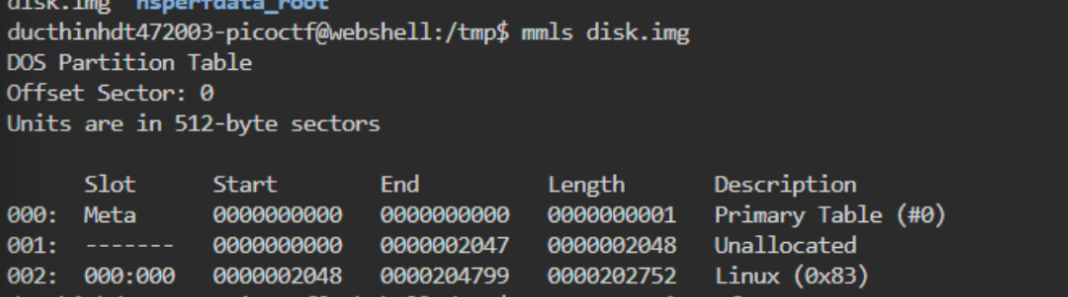 disk.img hsperfdata_root
ducthinhdt472003-picoctf@webshell:/tmp$ mmls disk.img
DOS Partition Table
Offset Sector: 0
Units are in 512-byte sectors
Slot Start End Length Description
000: Meta 0000000000 0000000000 0000000001 Primary Table (#0)
001: ------- 0000000000 0000002047 0000002048 Unallocated
002: 000:000 0000002048 0000204799 0000202752 Linux (0x83)